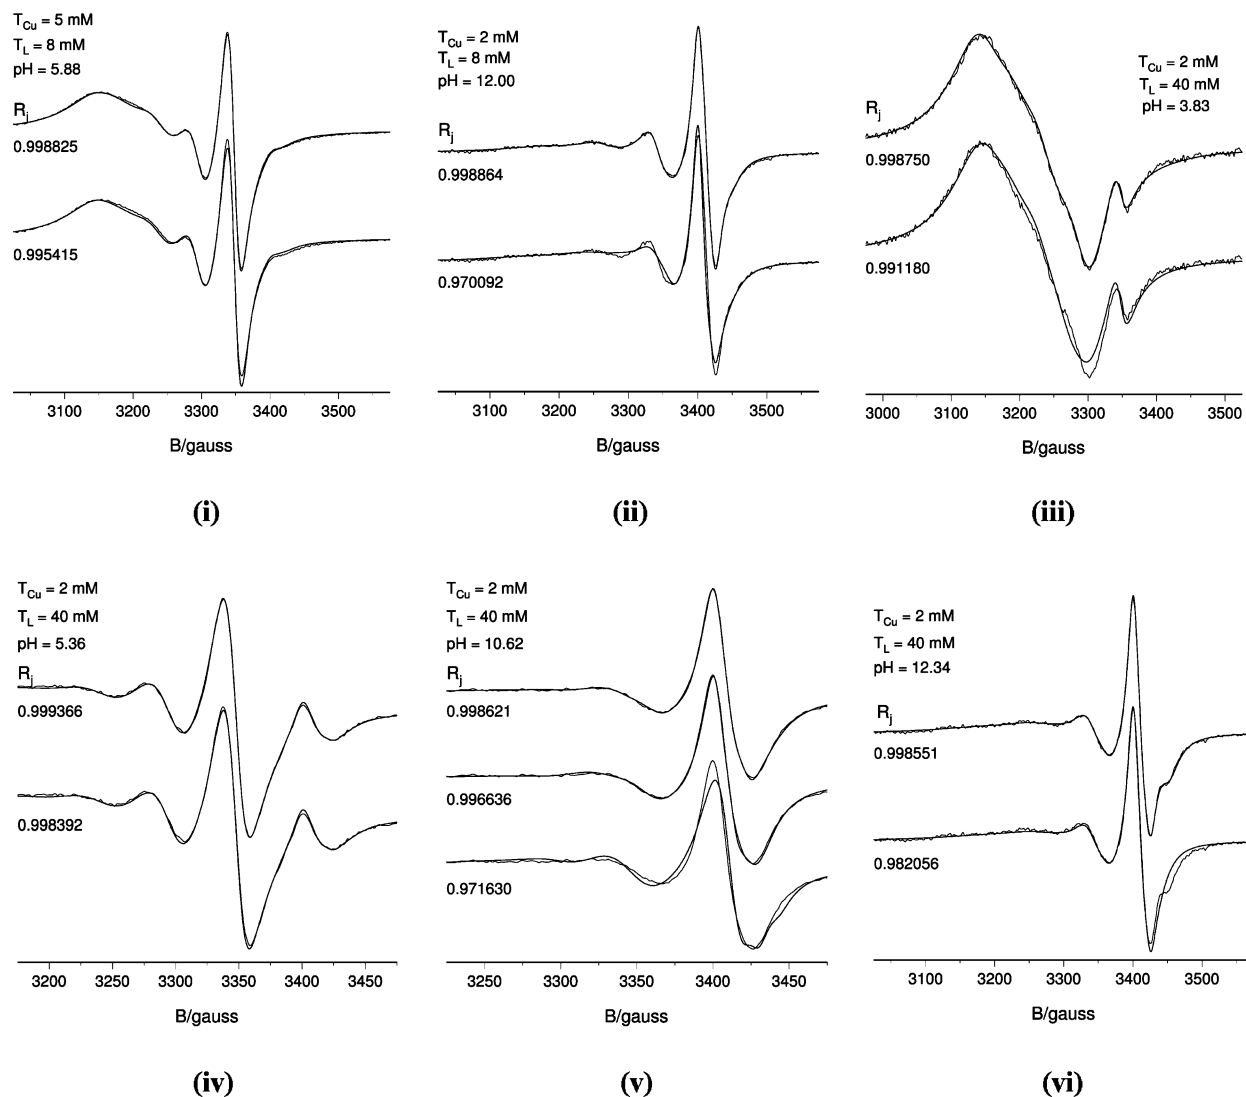 T_Cu = 5 mM
T_L = 8 mM
pH = 5.88
R_j
0.998825
0.995415
3100 3200 3300 3400 3500
B/gauss
(i)
T_Cu = 2 mM
T_L = 8 mM
pH = 12.00
R_j
0.998864
0.970092
3100 3200 3300 3400 3500
B/gauss
(ii)
T_Cu = 2 mM
T_L = 40 mM
pH = 3.83
R_j
0.998750
0.991180
3000 3100 3200 3300 3400 3500
B/gauss
(iii)
T_Cu = 2 mM
T_L = 40 mM
pH = 5.36
R_j
0.999366
0.998392
3200 3250 3300 3350 3400 3450
B/gauss
(iv)
T_Cu = 2 mM
T_L = 40 mM
pH = 10.62
R_j
0.998621
0.996636
0.971630
3250 3300 3350 3400 3450
B/gauss
(v)
T_Cu = 2 mM
T_L = 40 mM
pH = 12.34
R_j
0.998551
0.982056
3100 3200 3300 3400 3500
B/gauss
(vi)